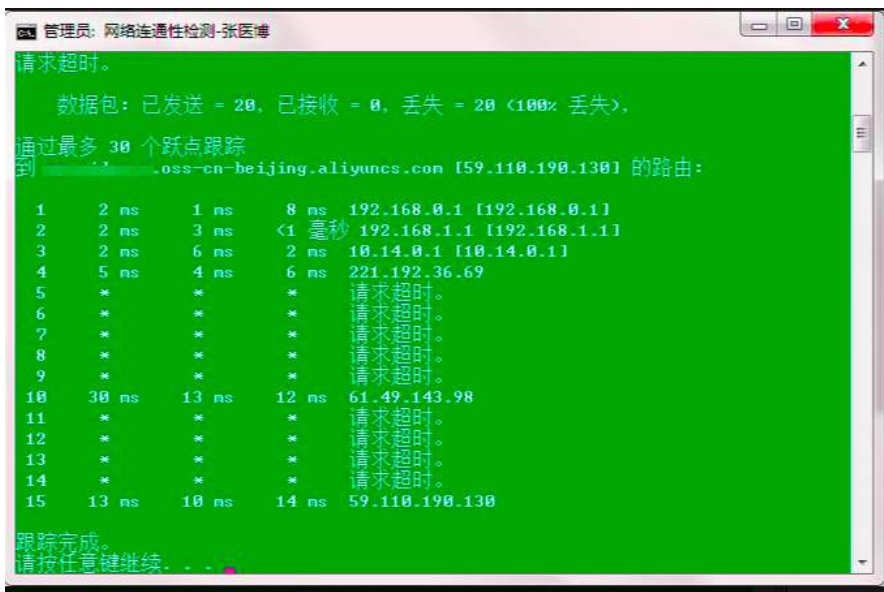 管理员: 网络连通性检测-张医博
请求超时。
数据包: 已发送 = 20, 已接收 = 0, 丢失 = 20 (100% 丢失),
通过最多 30 个跃点跟踪
到 .oss-cn-beijing.aliyuncs.com [59.110.190.130] 的路由:
1 2 ms 1 ms 8 ms 192.168.0.1 [192.168.0.1]
2 2 ms 3 ms <1 毫秒 192.168.1.1 [192.168.1.1]
3 2 ms 6 ms 2 ms 10.14.0.1 [10.14.0.1]
4 5 ms 4 ms 6 ms 221.192.36.69
5 * * * 请求超时。
6 * * * 请求超时。
7 * * * 请求超时。
8 * * * 请求超时。
9 * * * 请求超时。
10 30 ms 13 ms 12 ms 61.49.143.98
11 * * * 请求超时。
12 * * * 请求超时。
13 * * * 请求超时。
14 * * * 请求超时。
15 13 ms 10 ms 14 ms 59.110.190.130
跟踪完成。
请按任意键继续. . .